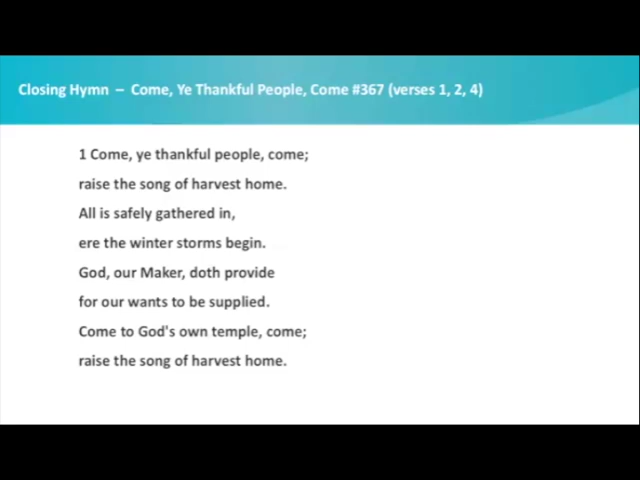 Closing Hymn – Come, Ye Thankful People, Come #367 (verses 1, 2, 4)
1 Come, ye thankful people, come;
raise the song of harvest home.
All is safely gathered in,
ere the winter storms begin.
God, our Maker, doth provide
for our wants to be supplied.
Come to God's own temple, come;
raise the song of harvest home.